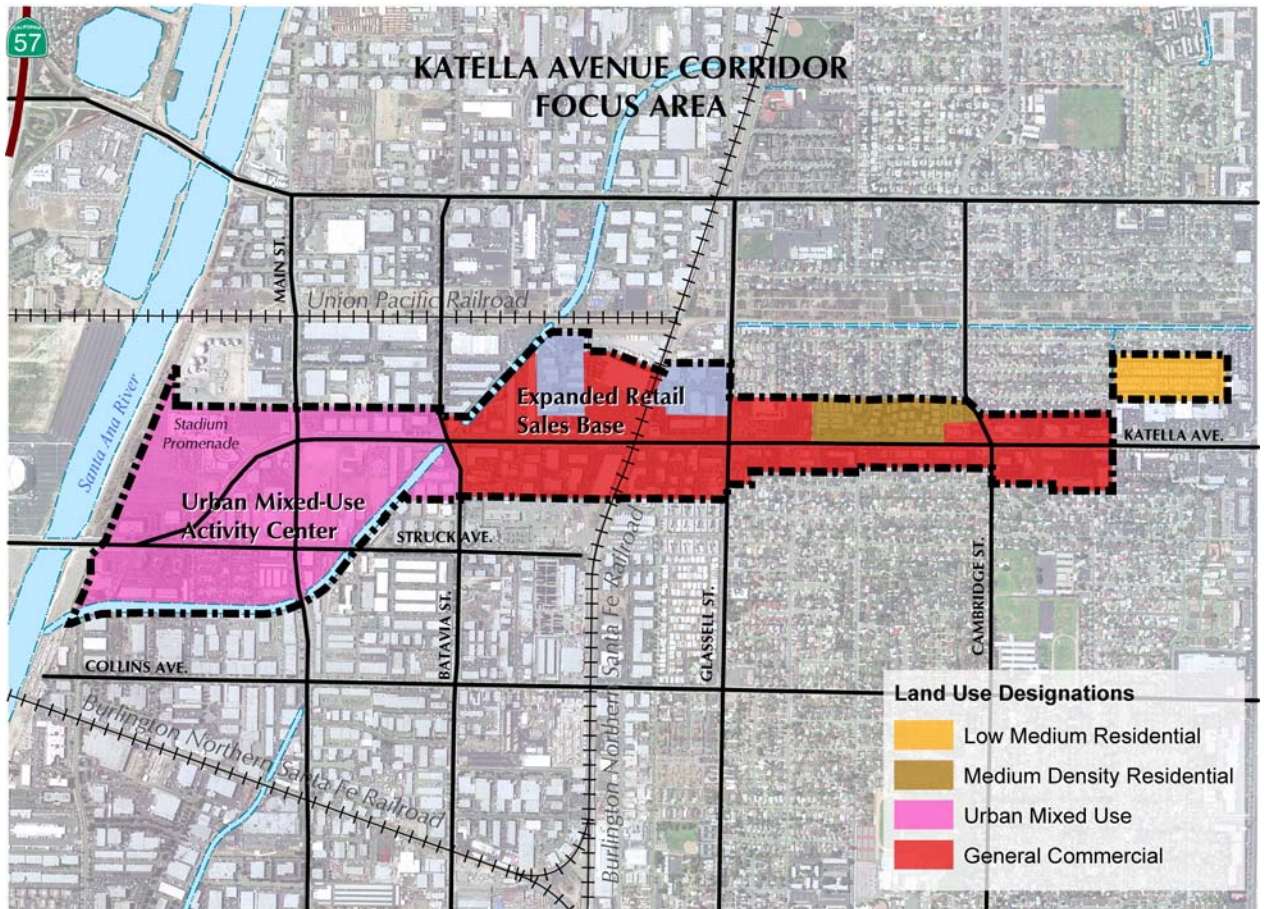 CALIFORNIA
57
KATELLA AVENUE CORRIDOR
FOCUS AREA
MAIN ST.
Union Pacific Railroad
Santa Ana River
Stadium
Promenade
Expanded Retail
Sales Base
KATELLA AVE.
Urban Mixed-Use
Activity Center
STRUCK AVE.
BATAVIA ST.
Burlington Northern Santa Fe Railroad
GLASSELL ST.
CAMBRIDGE ST.
COLLINS AVE.
Burlington Northern Santa Fe Railroad
Land Use Designations
Low Medium Residential
Medium Density Residential
Urban Mixed Use
General Commercial